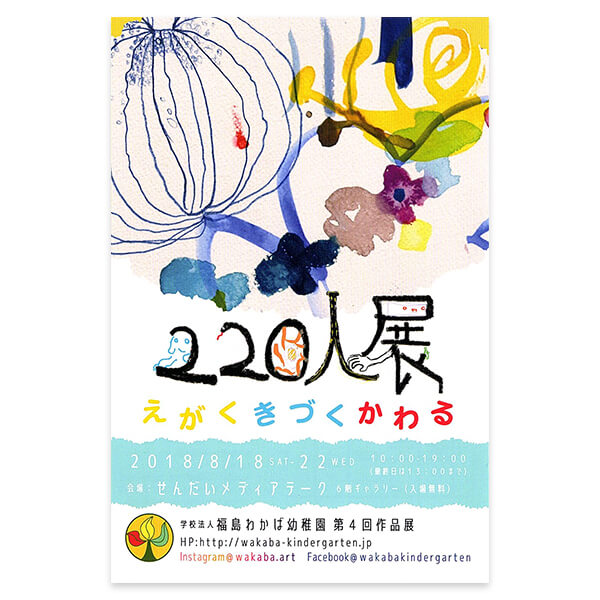 220人展
えがくきづくかわる
2018/8/18 SAT-22 WED 10:00-19:00
(最終日は13:00まで)
会場:せんだいメディアテーク 6階ギャラリー(入場無料)
学校法人 福島わかば幼稚園 第4回作品展
HP:http://wakaba-kindergarten.jp
Instagram@wakaba.art Facebook@wakabakindergarten